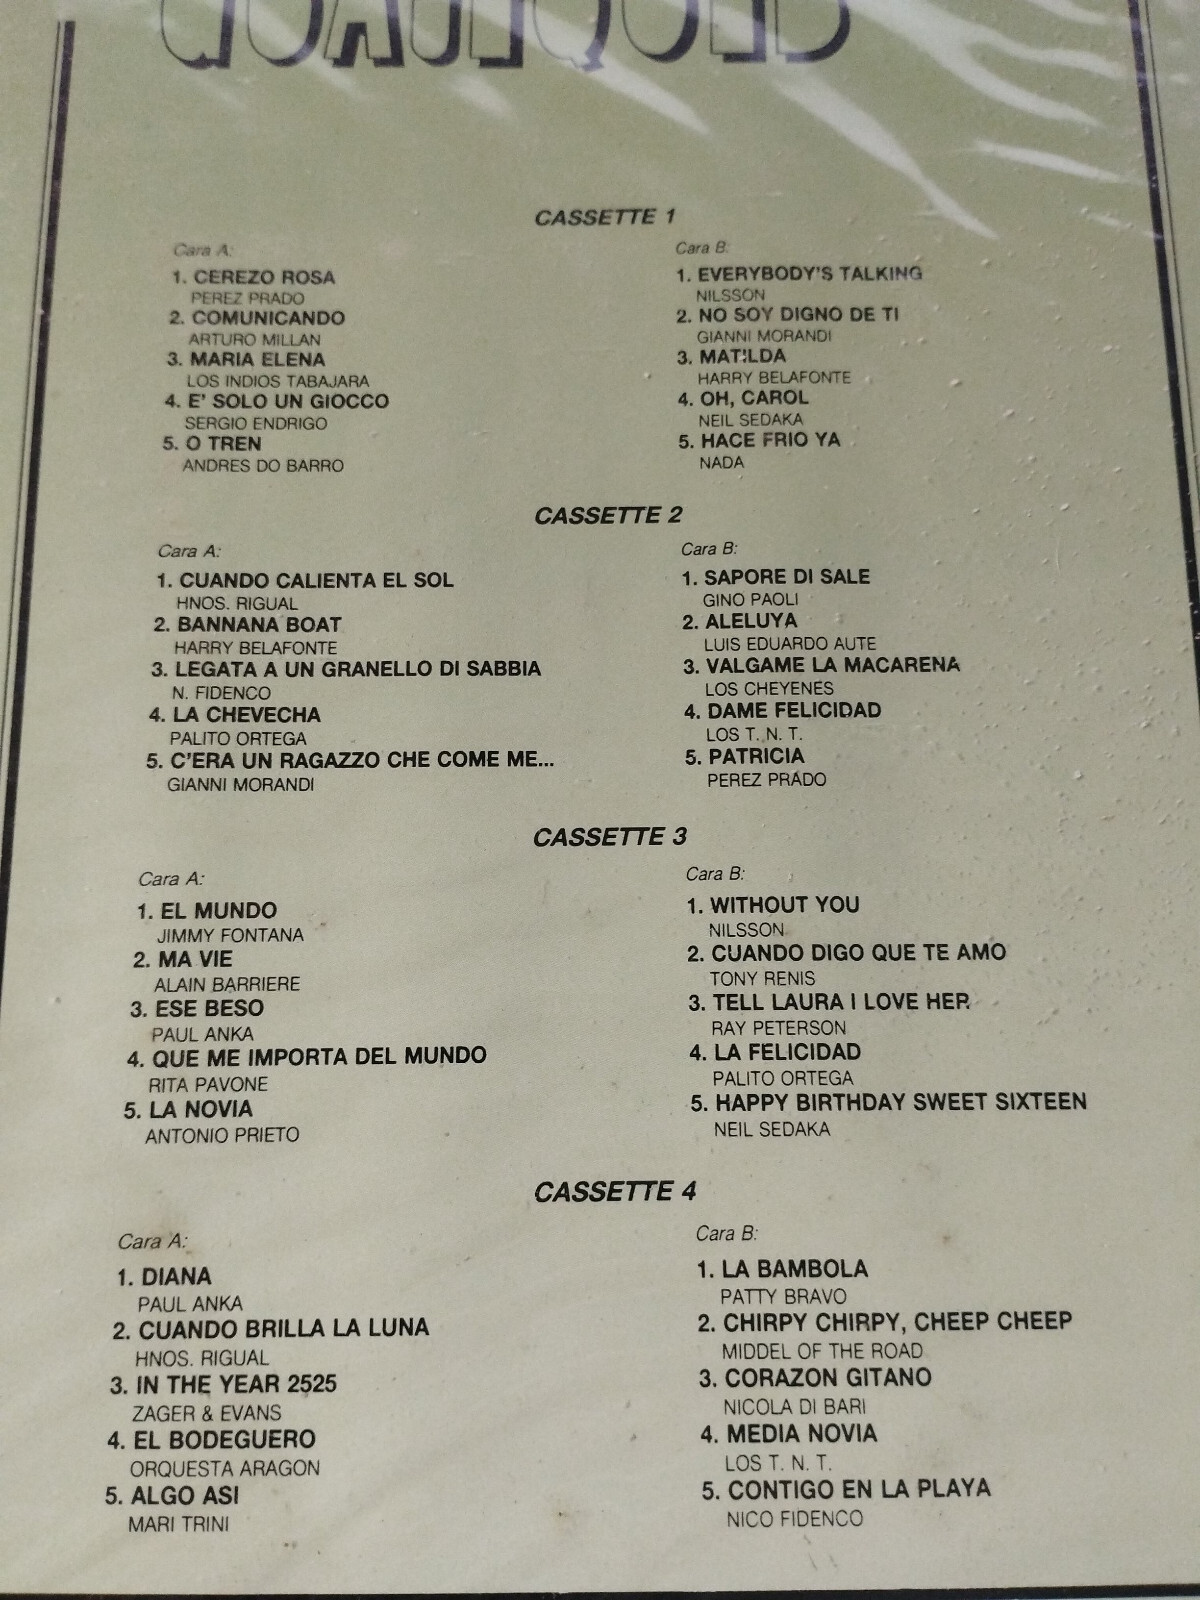 GUATEQUES
CASSETTE 1
Cara A:
1. CEREZO ROSA
PEREZ PRADO
2. COMUNICANDO
ARTURO MILLAN
3. MARIA ELENA
LOS INDIOS TABAJARA
4. E' SOLO UN GIOCCO
SERGIO ENDRIGO
5. O TREN
ANDRES DO BARRO
Cara B:
1. EVERYBODY'S TALKING
NILSSON
2. NO SOY DIGNO DE TI
GIANNI MORANDI
3. MATILDA
HARRY BELAFONTE
4. OH, CAROL
NEIL SEDAKA
5. HACE FRIO YA
NADA
CASSETTE 2
Cara A:
1. CUANDO CALIENTA EL SOL
HNOS. RIGUAL
2. BANNANA BOAT
HARRY BELAFONTE
3. LEGATA A UN GRANELLO DI SABBIA
N. FIDENCO
4. LA CHEVECHA
PALITO ORTEGA
5. C'ERA UN RAGAZZO CHE COME ME...
GIANNI MORANDI
Cara B:
1. SAPORE DI SALE
GINO PAOLI
2. ALELUYA
LUIS EDUARDO AUTE
3. VALGAME LA MACARENA
LOS CHEYENES
4. DAME FELICIDAD
LOS T. N. T.
5. PATRICIA
PEREZ PRADO
CASSETTE 3
Cara A:
1. EL MUNDO
JIMMY FONTANA
2. MA VIE
ALAIN BARRIERE
3. ESE BESO
PAUL ANKA
4. QUE ME IMPORTA DEL MUNDO
RITA PAVONE
5. LA NOVIA
ANTONIO PRIETO
Cara B:
1. WITHOUT YOU
NILSSON
2. CUANDO DIGO QUE TE AMO
TONY RENIS
3. TELL LAURA I LOVE HER
RAY PETERSON
4. LA FELICIDAD
PALITO ORTEGA
5. HAPPY BIRTHDAY SWEET SIXTEEN
NEIL SEDAKA
CASSETTE 4
Cara A:
1. DIANA
PAUL ANKA
2. CUANDO BRILLA LA LUNA
HNOS. RIGUAL
3. IN THE YEAR 2525
ZAGER & EVANS
4. EL BODEGUERO
ORQUESTA ARAGON
5. ALGO ASI
MARI TRINI
Cara B:
1. LA BAMBOLA
PATTY BRAVO
2. CHIRPY CHIRPY, CHEEP CHEEP
MIDDEL OF THE ROAD
3. CORAZON GITANO
NICOLA DI BARI
4. MEDIA NOVIA
LOS T. N. T.
5. CONTIGO EN LA PLAYA
NICO FIDENCO